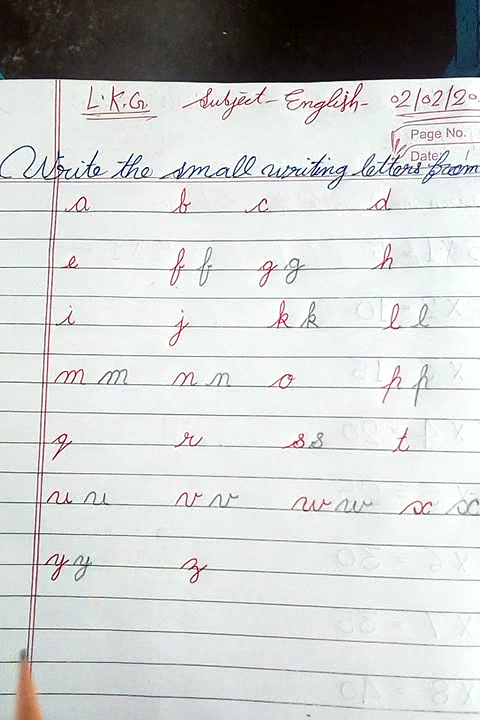 L.K.G. Subject - English - 02/02/20
Page No.
Date
Write the small writing letters from
a b c d
e f f g g h
i j k k l l
m m n n o p p
q r s s t
u u v v w w x x
y y z